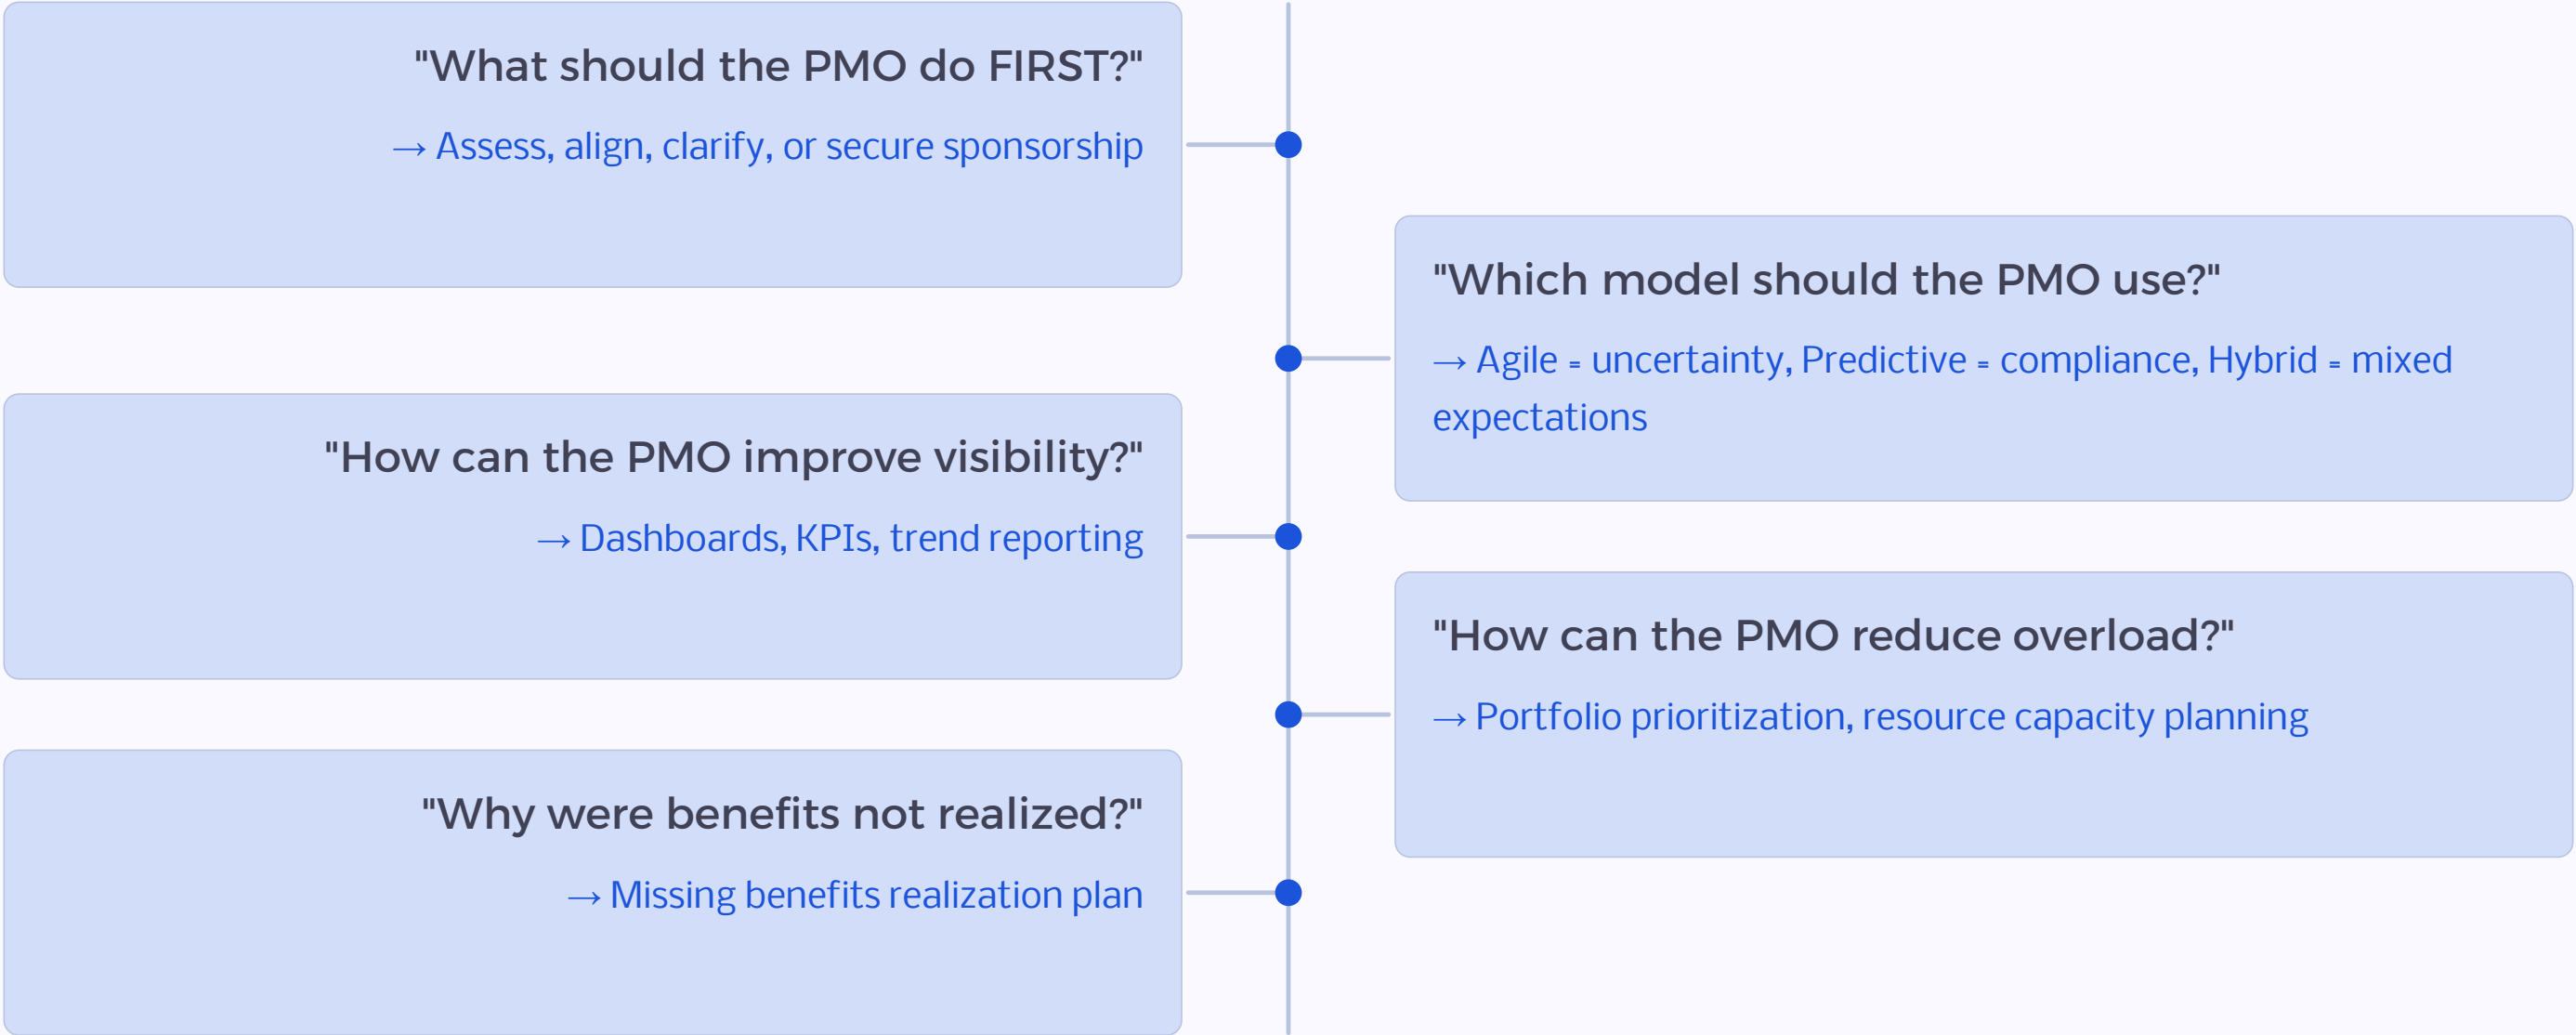 "What should the PMO do FIRST?"
→ Assess, align, clarify, or secure sponsorship
"Which model should the PMO use?"
→ Agile = uncertainty, Predictive = compliance, Hybrid = mixed
expectations
"How can the PMO improve visibility?"
→ Dashboards, KPIs, trend reporting
"How can the PMO reduce overload?"
→ Portfolio prioritization, resource capacity planning
"Why were benefits not realized?"
→ Missing benefits realization plan